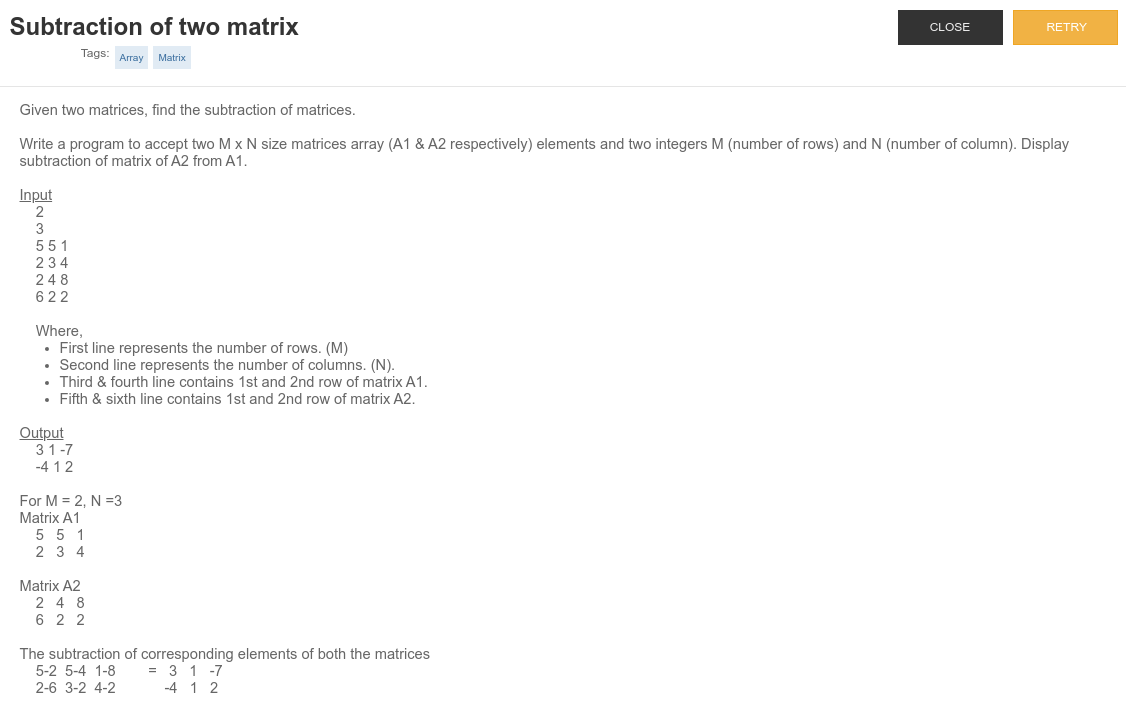 Subtraction of two matrix
CLOSE
RETRY
Tags: Array Matrix
Given two matrices, find the subtraction of matrices.
Write a program to accept two M x N size matrices array (A1 & A2 respectively) elements and two integers M (number of rows) and N (number of column). Display
subtraction of matrix of A2 from A1.
Input
2
3
5 5 1
2 3 4
2 4 8
6 2 2
Where,
• First line represents the number of rows. (M)
• Second line represents the number of columns. (N).
• Third & fourth line contains 1st and 2nd row of matrix A1.
• Fifth & sixth line contains 1st and 2nd row of matrix A2.
Output
3 1 -7
-4 1 2
For M = 2, N =3
Matrix A1
5 5 1
2 3 4
Matrix A2
2 4 8
6 2 2
The subtraction of corresponding elements of both the matrices
5-2 5-4 1-8 = 3 1 -7
2-6 3-2 4-2 -4 1 2